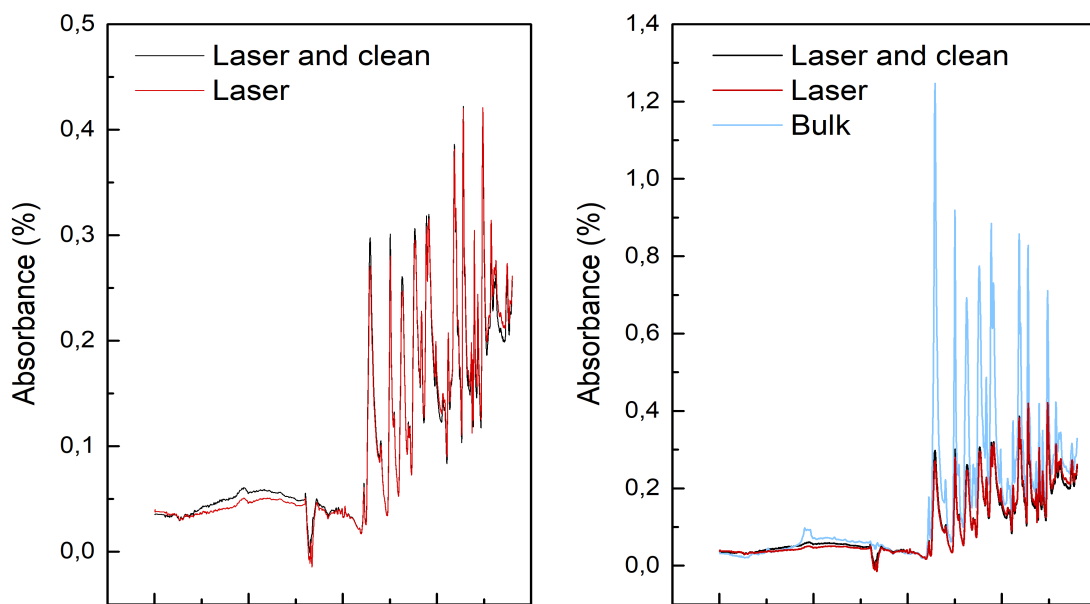 0,5
Laser and clean
Laser
0,4
0,3
0,2
0,1
0,0
Absorbance (%)
1,4
Laser and clean
Laser
Bulk
1,2
1,0
0,8
0,6
0,4
0,2
0,0
Absorbance (%)